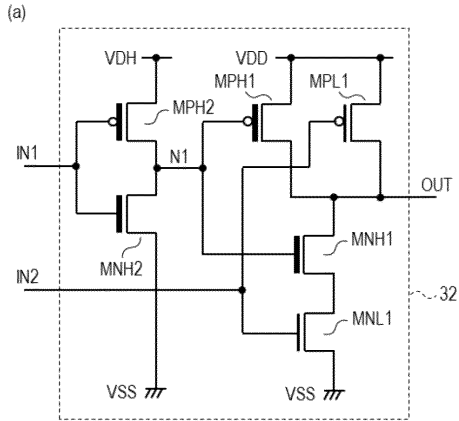 (a)
VDH
VDD
MPH1
MPL1
MPH2
IN1
N1
OUT
MNH1
MNH2
IN2
32
MNL1
VSS
VSS